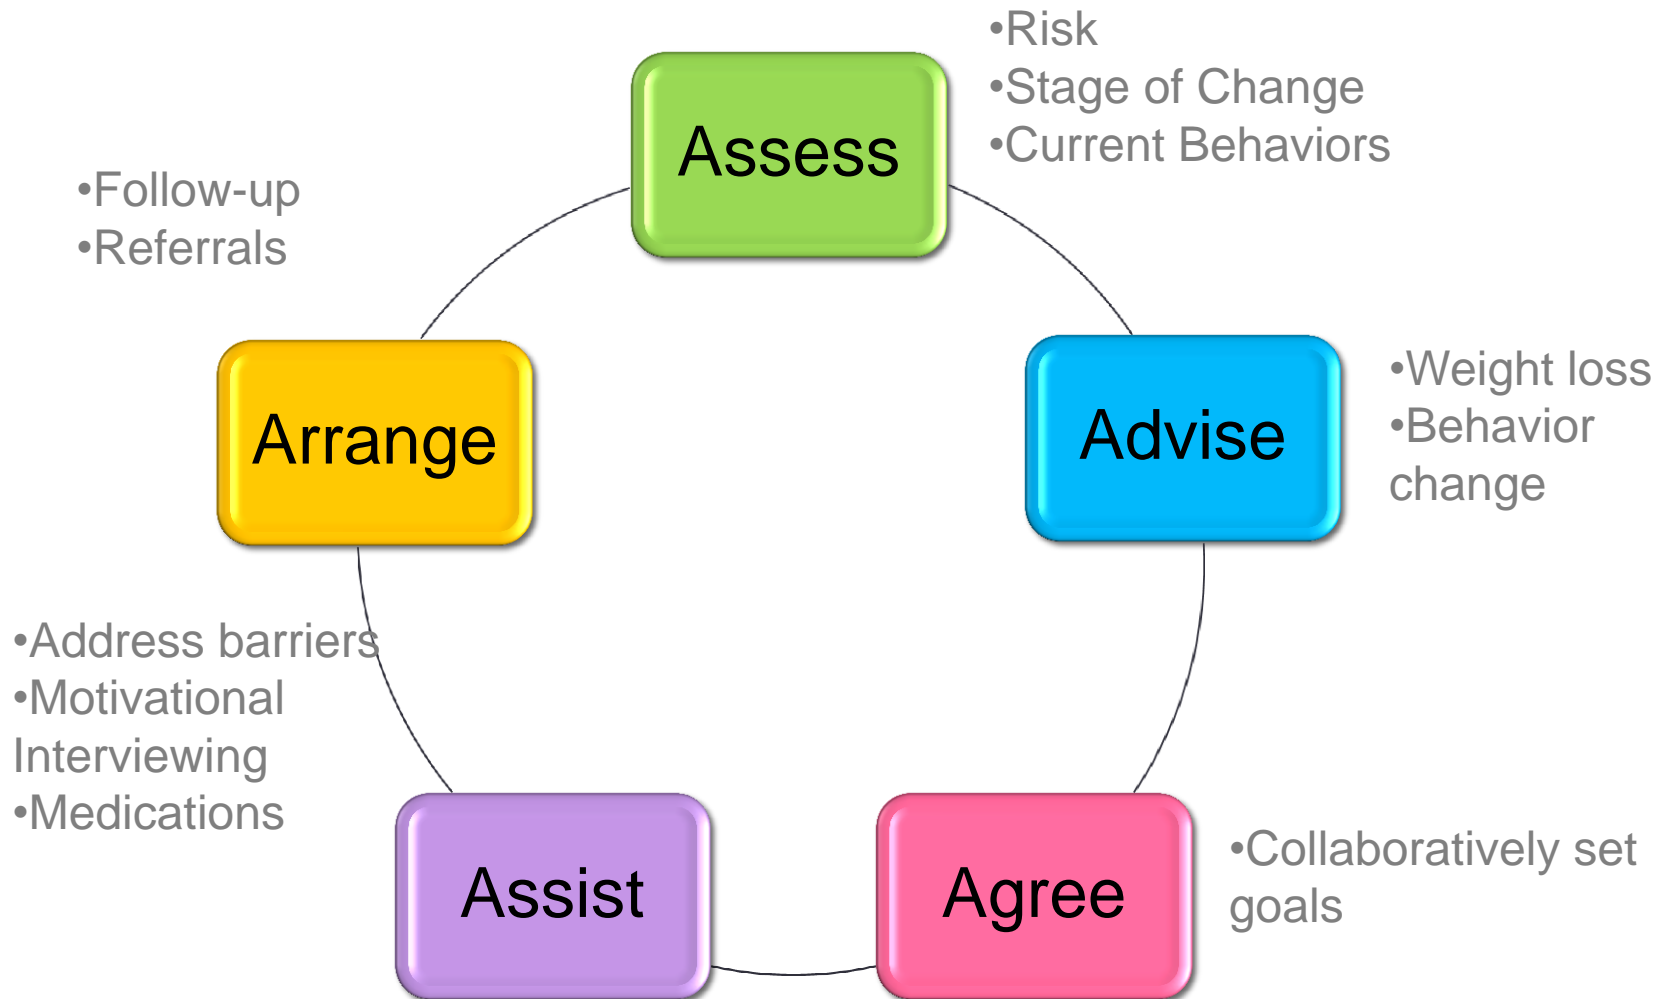 Assess
•Risk
•Stage of Change
•Current Behaviors
Advise
•Weight loss
•Behavior
change
Agree
•Collaboratively set
goals
Assist
•Address barriers
•Motivational
Interviewing
•Medications
Arrange
•Follow-up
•Referrals